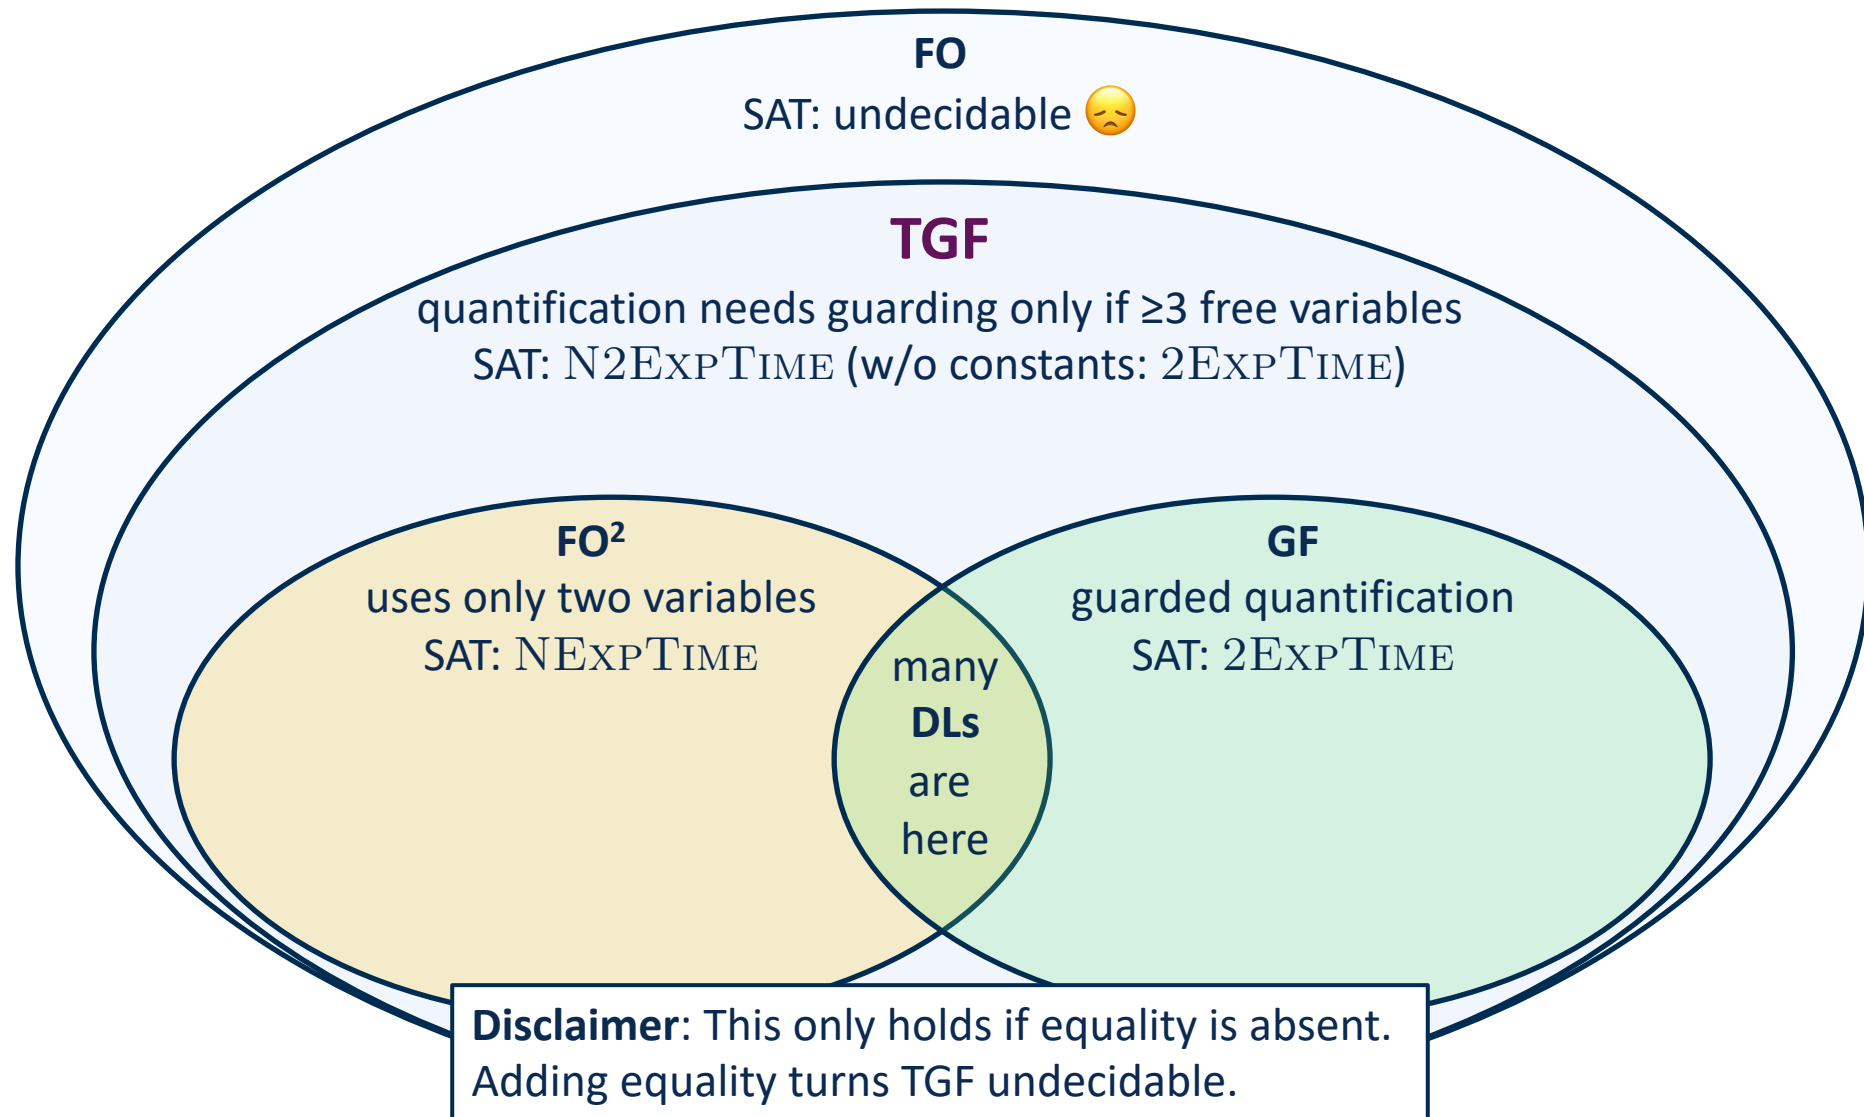 FO
SAT: undecidable 😞
TGF
quantification needs guarding only if ≥3 free variables
SAT: N2EXPTIME (w/o constants: 2EXPTIME)
FO²
uses only two variables
SAT: NEXPTIME
GF
guarded quantification
SAT: 2EXPTIME
many
DLs
are
here
Disclaimer: This only holds if equality is absent.
Adding equality turns TGF undecidable.